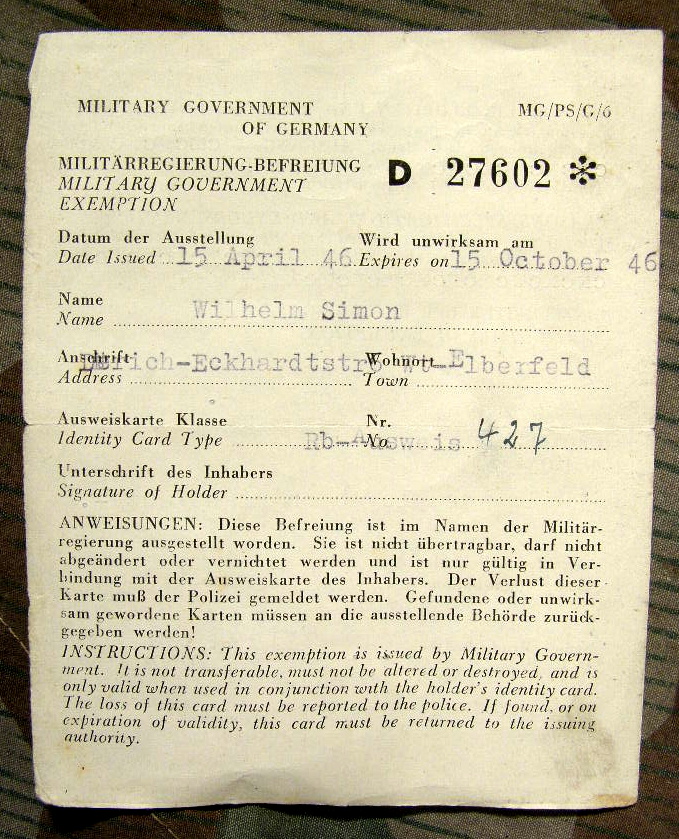 MILITARY GOVERNMENT MG/PS/G/6
OF GERMANY
MILITÄRREGIERUNG-BEFREIUNG D 27602 *
MILITARY GOVERNMENT
EXEMPTION
Datum der Ausstellung Wird unwirksam am
Date Issued 15 April 46 Expires on 15 October 46
Name
Name Wilhelm Simon
Anschrift Wohnort
-Eckhardtstr Wt-Elberfeld
Address Town
Ausweiskarte Klasse Nr.
Identity Card Type Rb-Ausweis No. 427
Unterschrift des Inhabers
Signature of Holder
ANWEISUNGEN: Diese Befreiung ist im Namen der Militär-
regierung ausgestellt worden. Sie ist nicht übertragbar, darf nicht
abgeändert oder vernichtet werden und ist nur gültig in Ver-
bindung mit der Ausweiskarte des Inhabers. Der Verlust dieser
Karte muß der Polizei gemeldet werden. Gefundene oder unwirk-
sam gewordene Karten müssen an die ausstellende Behörde zurück-
gegeben werden!
INSTRUCTIONS: This exemption is issued by Military Govern-
ment. It is not transferable, must not be altered or destroyed, and is
only valid when used in conjunction with the holder's identity card.
The loss of this card must be reported to the police. If found, or on
expiration of validity, this card must be returned to the issuing
authority.